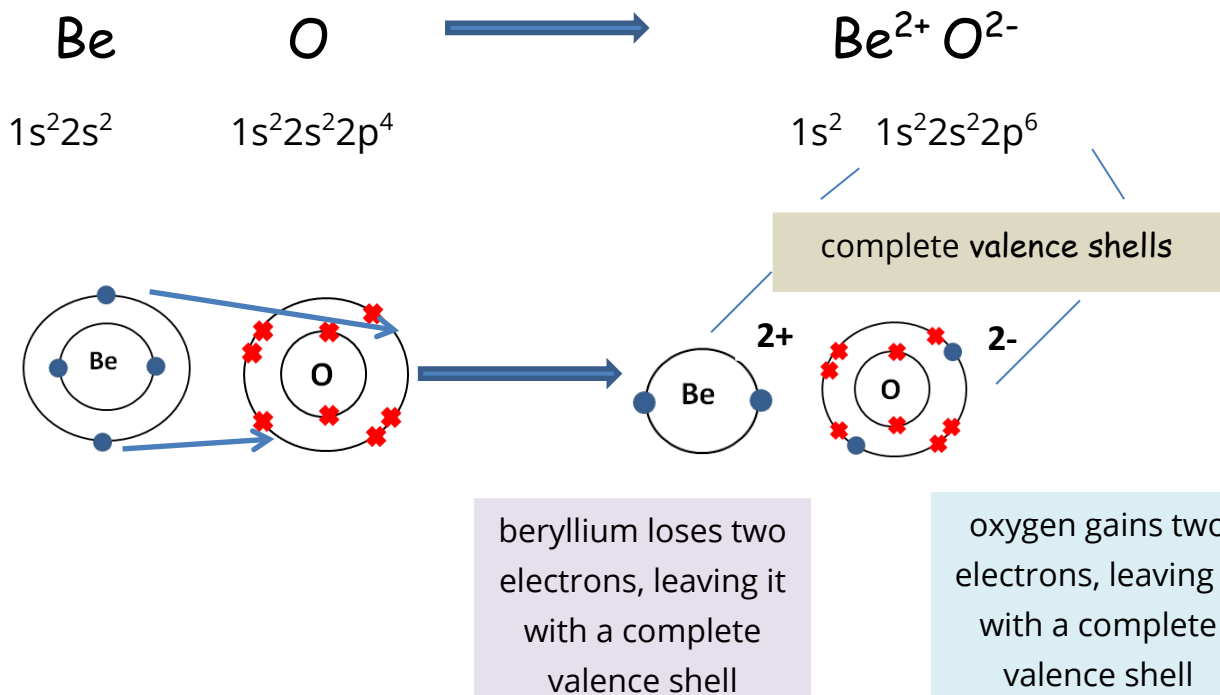 Be O Be²⁺ O²⁻
1s²2s² 1s²2s²2p⁴ 1s² 1s²2s²2p⁶
complete valence shells
Be O 2+ 2-
Be O
beryllium loses two
electrons, leaving it
with a complete
valence shell
oxygen gains two
electrons, leaving
with a complete
valence shell